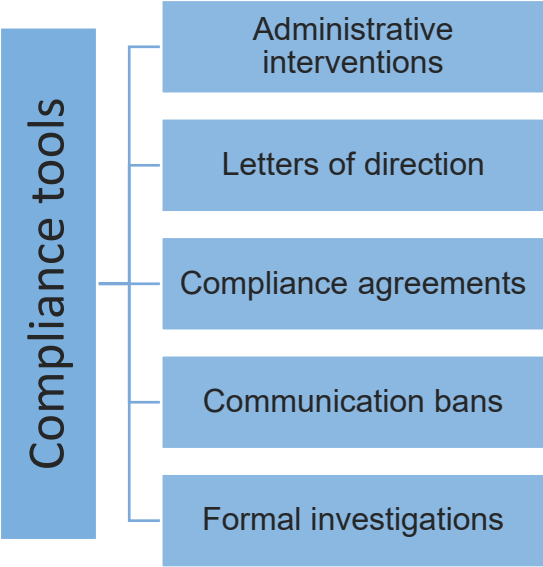 Compliance tools
Administrative
interventions
Letters of direction
Compliance agreements
Communication bans
Formal investigations